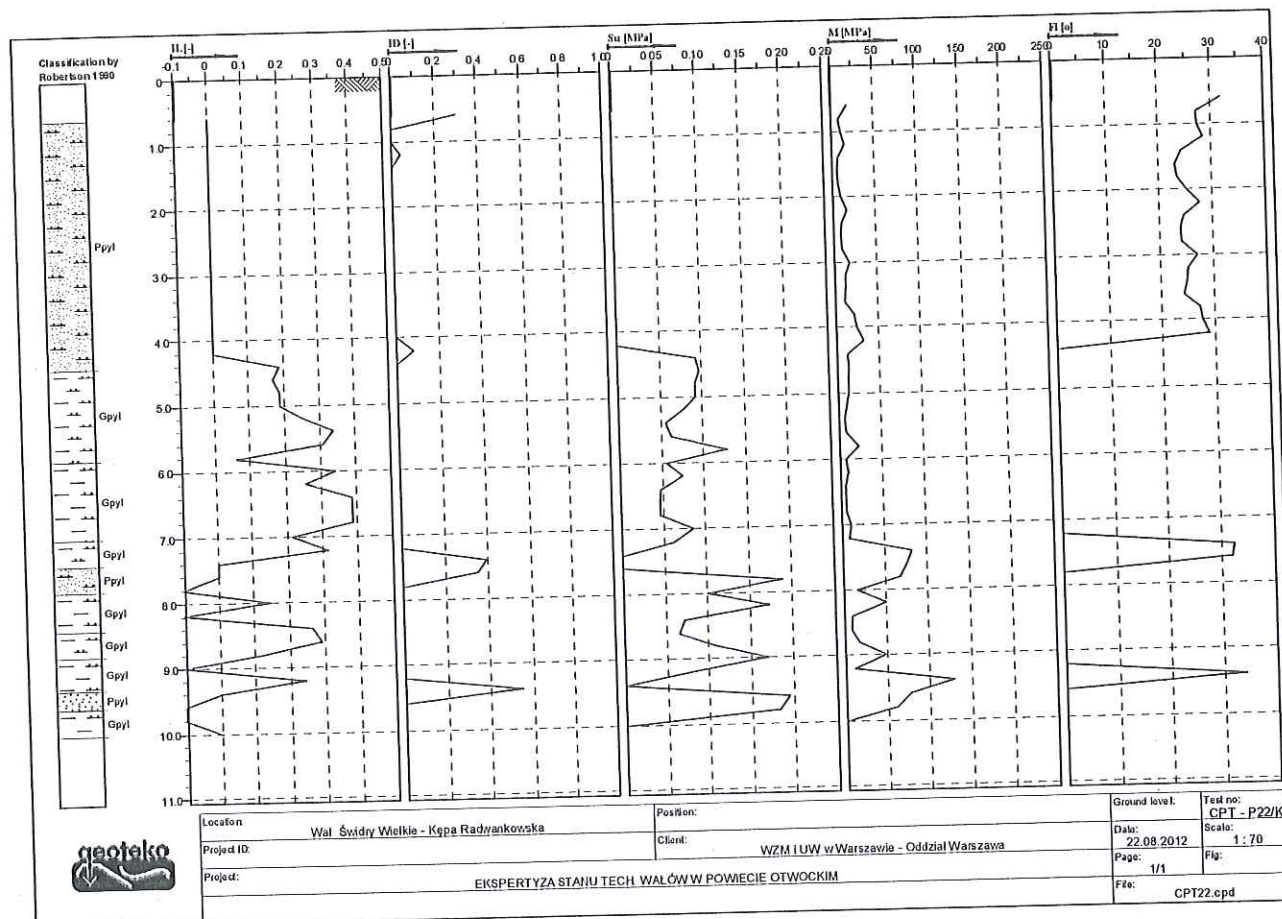 IL [-]
ID [-]
Su [MPa]
M [MPa]
FI [o]
Classification by
Robertson 1990
-0.1 0 0.1 0.2 0.3 0.4 0.5
0.2 0.4 0.6 0.8 1.0
0 0.05 0.10 0.15 0.20 0.25
50 100 150 200 250
0 10 20 30 40
0
1.0
2.0
3.0
4.0
5.0
6.0
7.0
8.0
9.0
10.0
11.0
Ppyl
Gpyl
Gpyl
Gpyl
Ppyl
Gpyl
Gpyl
Gpyl
Ppyl
Gpyl
geoteko
Location:
Wał Świdry Wielkie - Kępa Radwankowska
Position:
Ground level:
Test no:
CPT - P22/K
Project ID:
Client:
WZM i UW w Warszawie - Oddział Warszawa
Date:
22.08.2012
Scale:
1 : 70
Project:
EKSPERTYZA STANU TECH. WAŁÓW W POWIECIE OTWOCKIM
Page:
1/1
Fig:
File:
CPT22.cpd